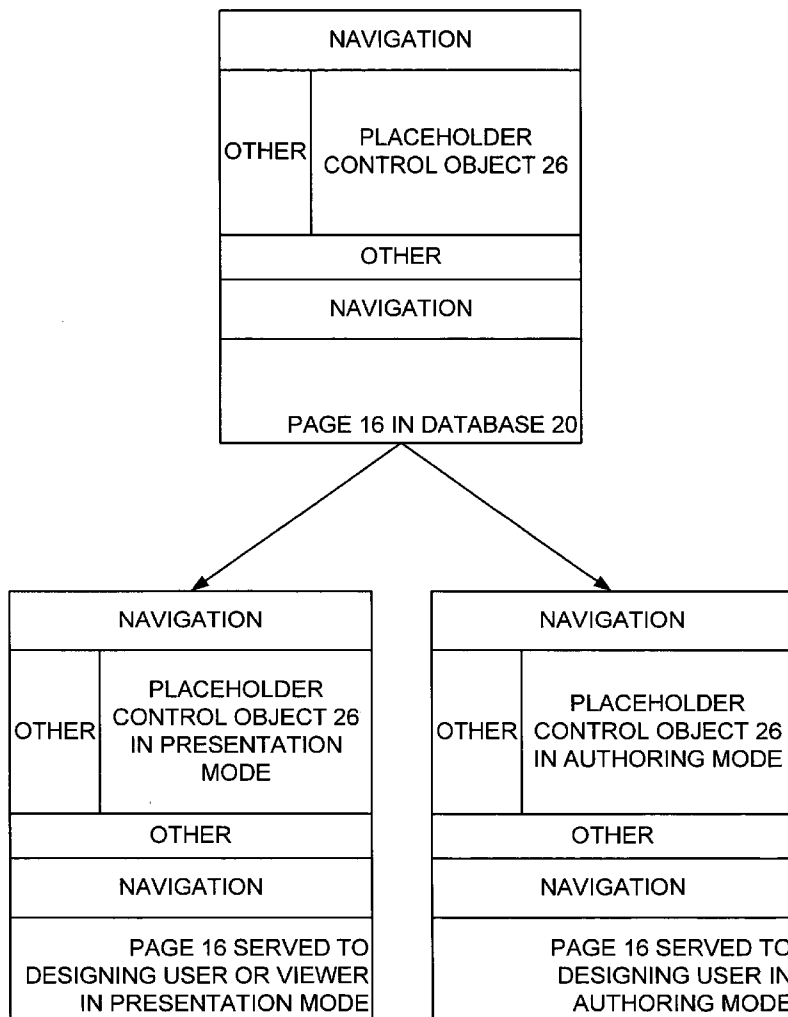 NAVIGATION
OTHER
PLACEHOLDER
CONTROL OBJECT 26
OTHER
NAVIGATION
PAGE 16 IN DATABASE 20
NAVIGATION
OTHER
PLACEHOLDER
CONTROL OBJECT 26
IN PRESENTATION
MODE
OTHER
NAVIGATION
PAGE 16 SERVED TO
DESIGNING USER OR VIEWER
IN PRESENTATION MODE
NAVIGATION
OTHER
PLACEHOLDER
CONTROL OBJECT 26
IN AUTHORING MODE
OTHER
NAVIGATION
PAGE 16 SERVED TO
DESIGNING USER IN
AUTHORING MODE